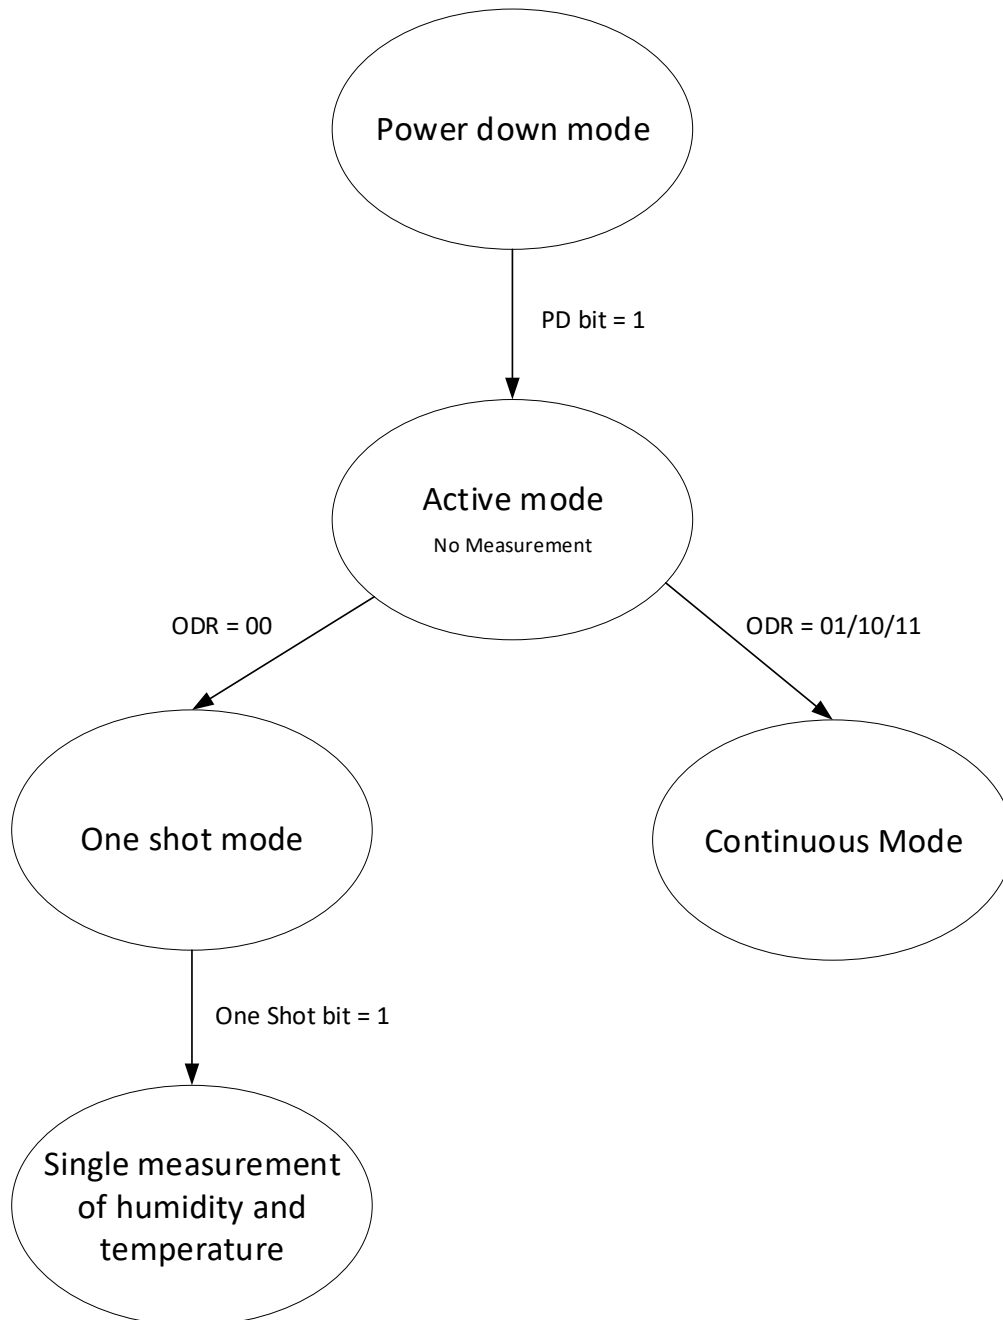 Power down mode
PD bit = 1
Active mode
No Measurement
ODR = 00
ODR = 01/10/11
One shot mode
Continuous Mode
One Shot bit = 1
Single measurement
of humidity and
temperature